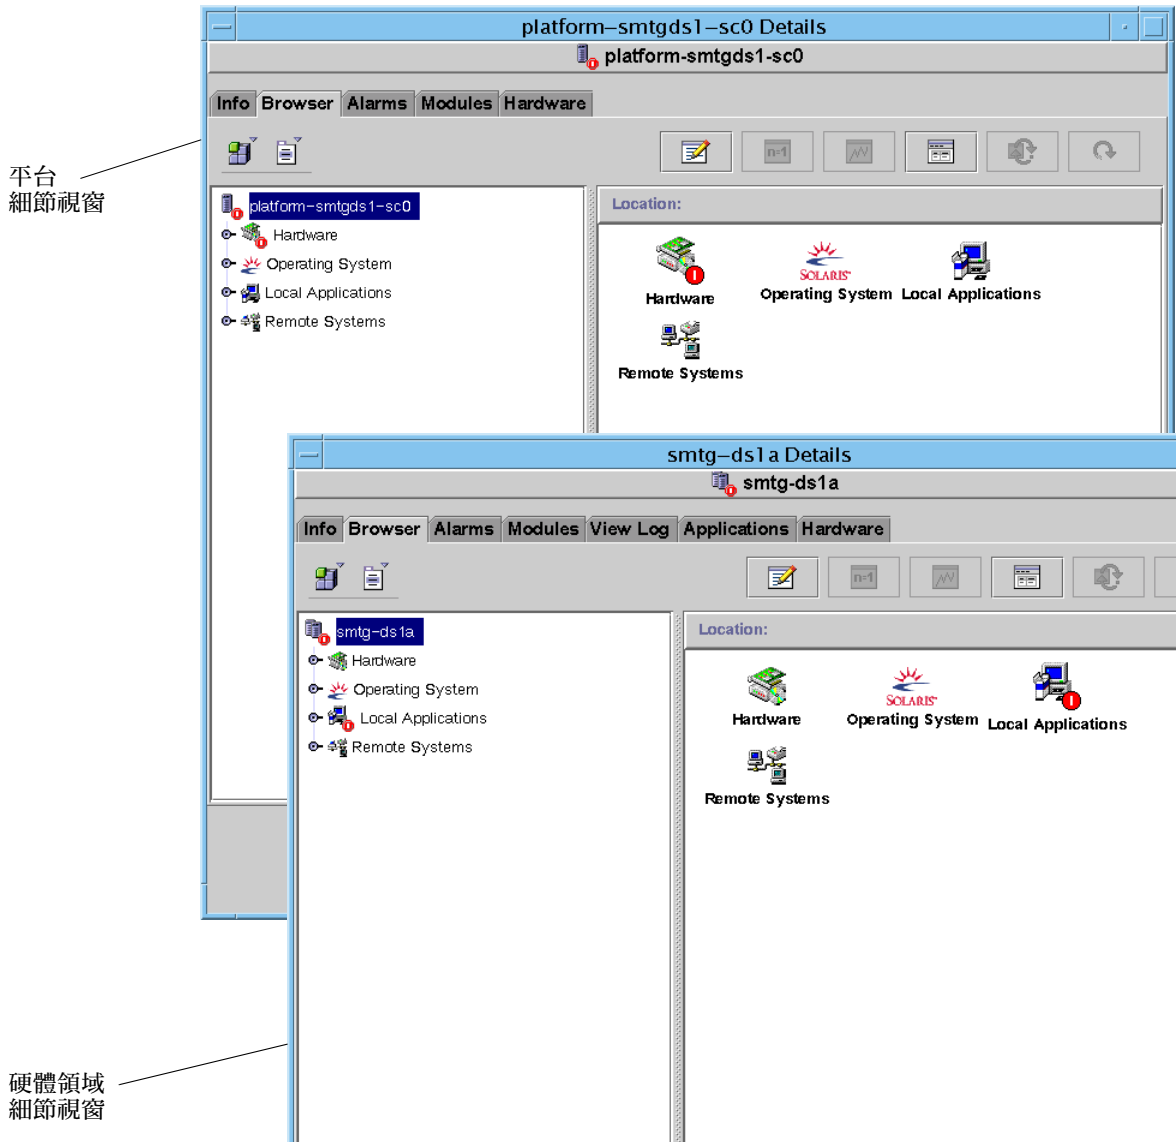 platform–smtgds1–sc0 Details
platform-smtgds1-sc0
Info Browser Alarms Modules Hardware
n=1
平台
細節視窗
platform–smtgds1–sc0
Hardware
Operating System
Local Applications
Remote Systems
Location:
SOLARIS
Hardware Operating System Local Applications
Remote Systems
smtg–ds1a Details
smtg-ds1a
Info Browser Alarms Modules View Log Applications Hardware
n=1
smtg–ds1a
Hardware
Operating System
Local Applications
Remote Systems
Location:
SOLARIS
Hardware Operating System Local Applications
Remote Systems
硬體領域
細節視窗